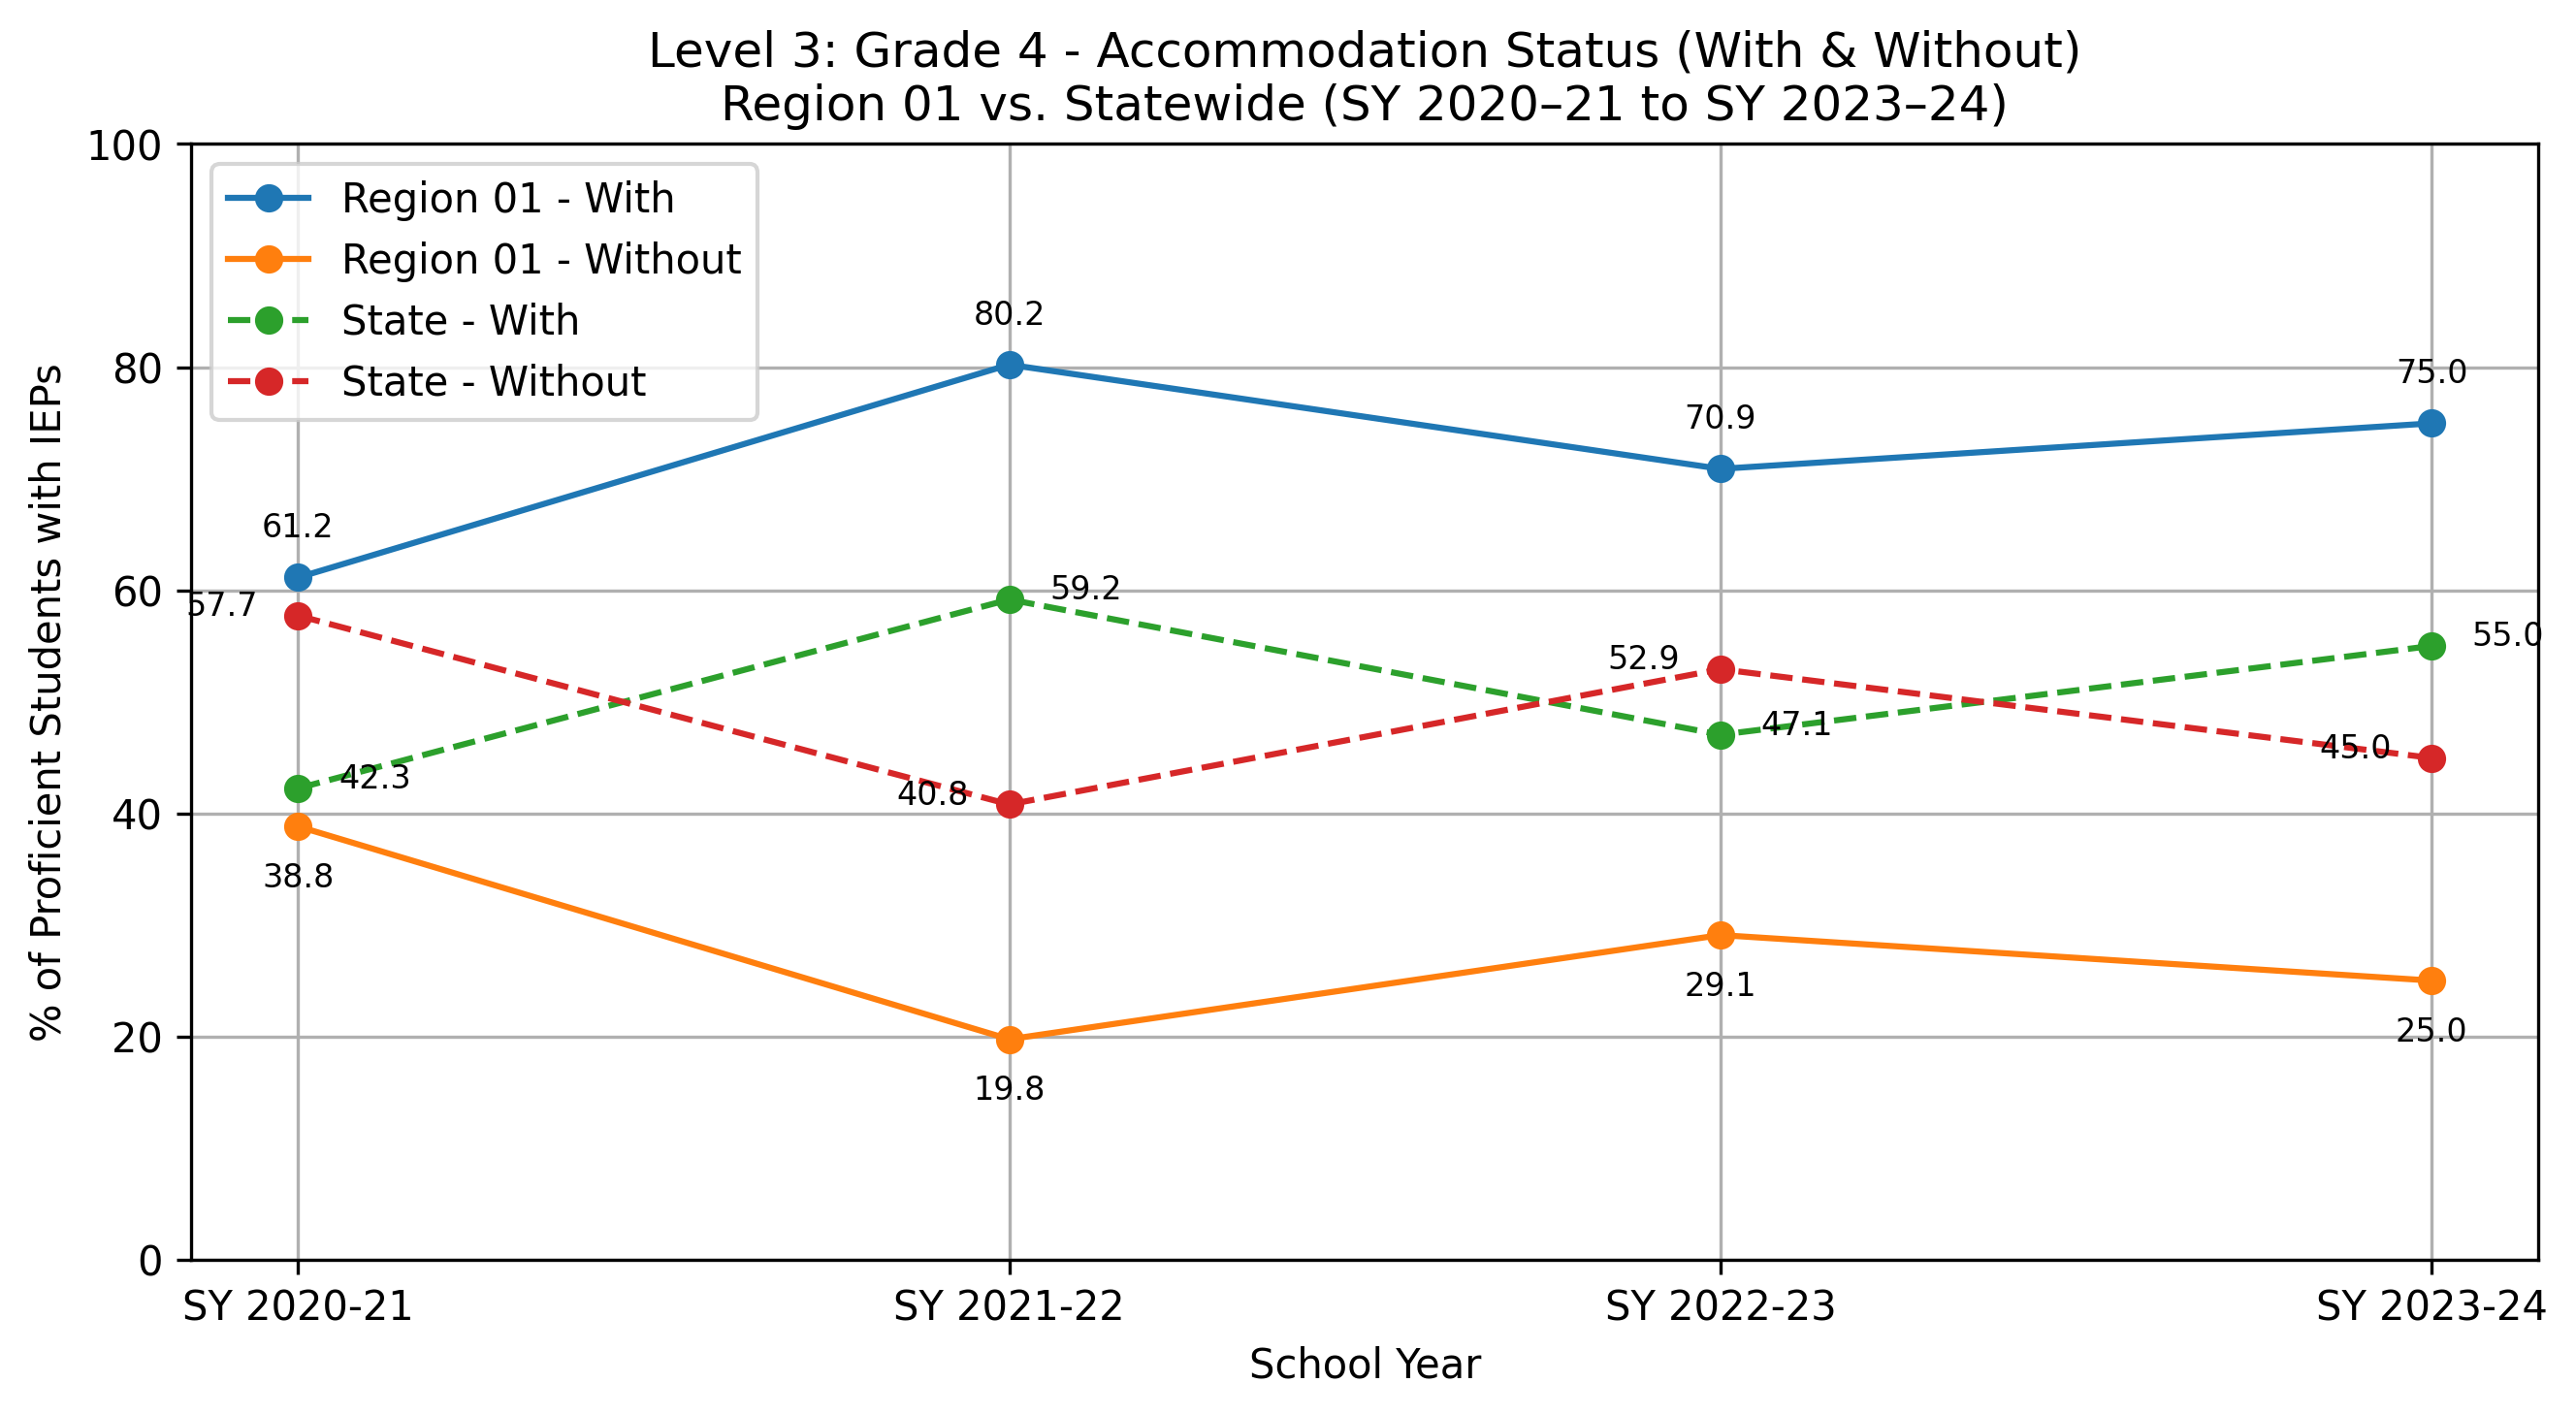 Level 3: Grade 4 - Accommodation Status (With & Without)
Region 01 vs. Statewide (SY 2020–21 to SY 2023–24)
% of Proficient Students with IEPs
100
80
60
40
20
0
Region 01 - With
Region 01 - Without
State - With
State - Without
61.2
80.2
70.9
75.0
57.7
59.2
52.9
55.0
42.3
40.8
47.1
45.0
38.8
19.8
29.1
25.0
SY 2020-21
SY 2021-22
SY 2022-23
SY 2023-24
School Year